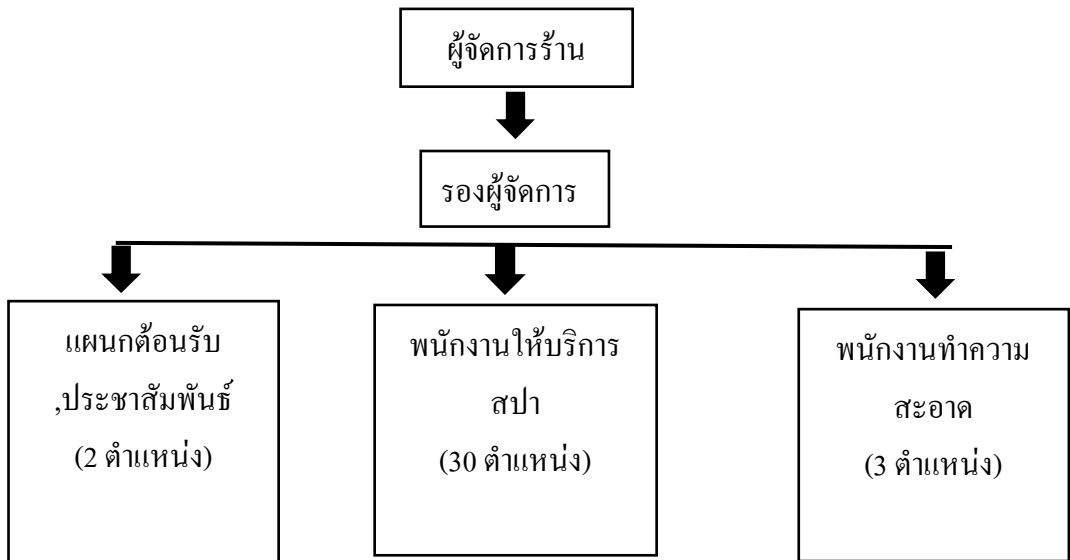 ผู้จัดการร้าน
รองผู้จัดการ
แผนกต้อนรับ
,ประชาสัมพันธ์
(2 ตำแหน่ง)
พนักงานให้บริการ
สปา
(30 ตำแหน่ง)
พนักงานทำความ
สะอาด
(3 ตำแหน่ง)